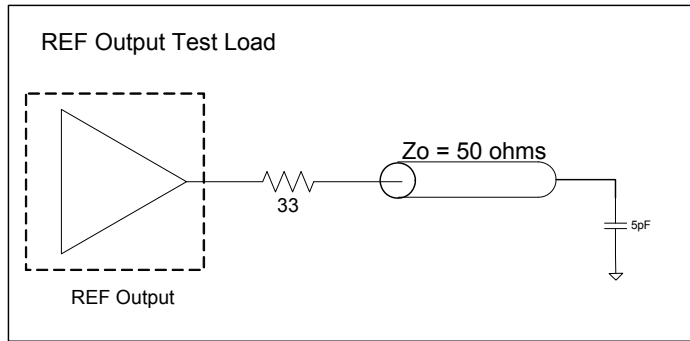 REF Output Test Load
Zo = 50 ohms
33
5pF
REF Output